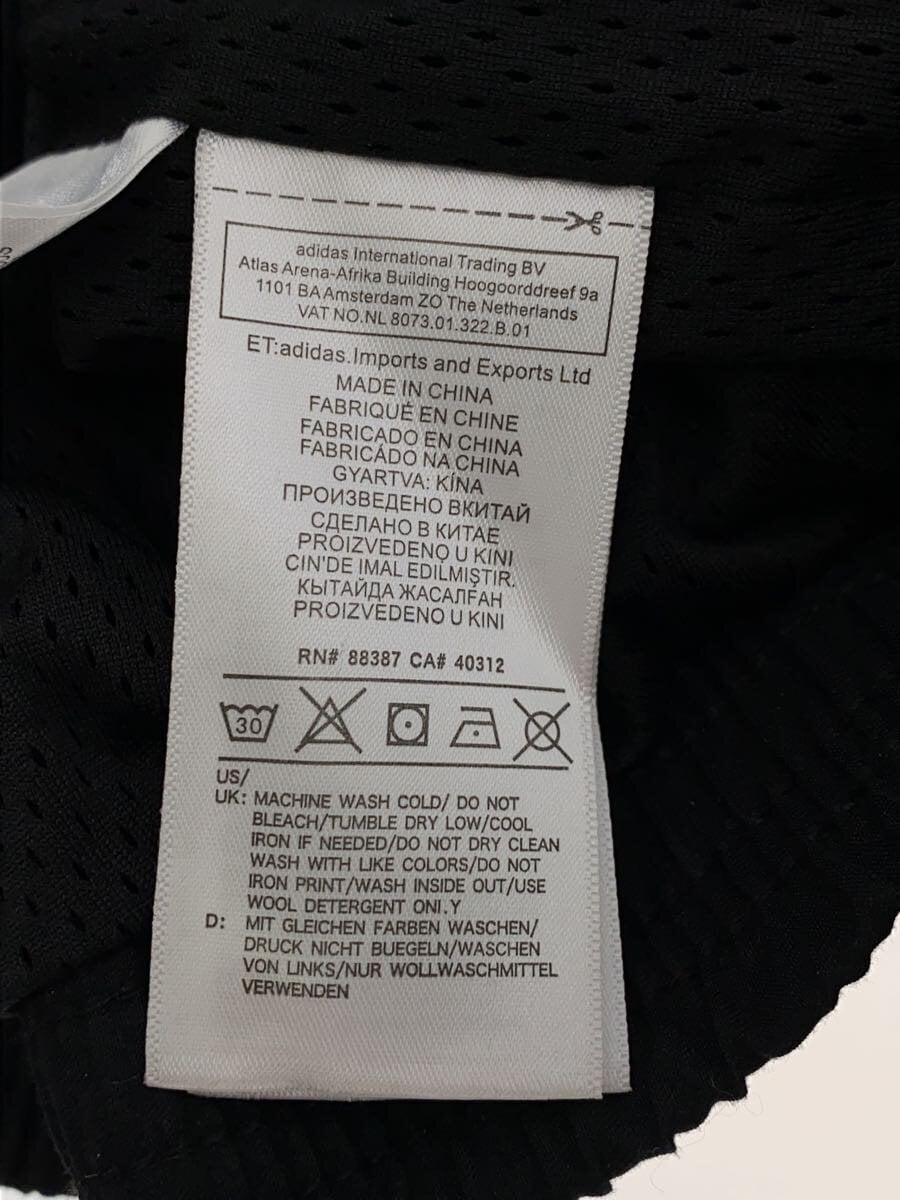 adidas International Trading BV
Atlas Arena-Afrika Building Hoogoorddreef 9a
1101 BA Amsterdam ZO The Netherlands
VAT NO.NL 8073.01.322.B.01
ET:adidas.Imports and Exports Ltd
MADE IN CHINA
FABRIQUÉ EN CHINE
FABRICADO EN CHINA
FABRICADO NA CHINA
GYARTVA: KÍNA
ПРОИЗВЕДЕНО ВКИТАЙ
СДЕЛАНО В КИТАЕ
PROIZVEDENO U KINI
CIN'DE IMAL EDILMIŞTIR.
КЫТАЙДА ЖАСАЛҒАН
PROIZVEDENO U KINI
RN# 88387 CA# 40312
30
US/
UK: MACHINE WASH COLD/ DO NOT
BLEACH/TUMBLE DRY LOW/COOL
IRON IF NEEDED/DO NOT DRY CLEAN
WASH WITH LIKE COLORS/DO NOT
IRON PRINT/WASH INSIDE OUT/USE
WOOL DETERGENT ONI.Y
D: MIT GLEICHEN FARBEN WASCHEN/
DRUCK NICHT BUEGELN/WASCHEN
VON LINKS/NUR WOLLWASCHMITTEL
VERWENDEN